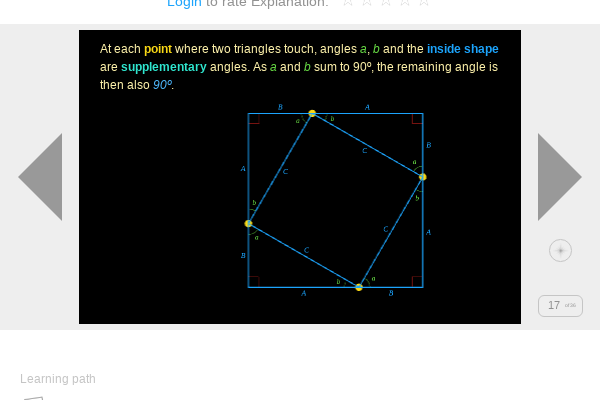 Login to rate Explanation: ☆ ☆ ☆ ☆ ☆
At each point where two triangles touch, angles a, b and the inside shape
are supplementary angles. As a and b sum to 90º, the remaining angle is
then also 90º.
B A
a b
C B
A C a
b b
a C A
B C
b a
A B
17 of 26
Learning path